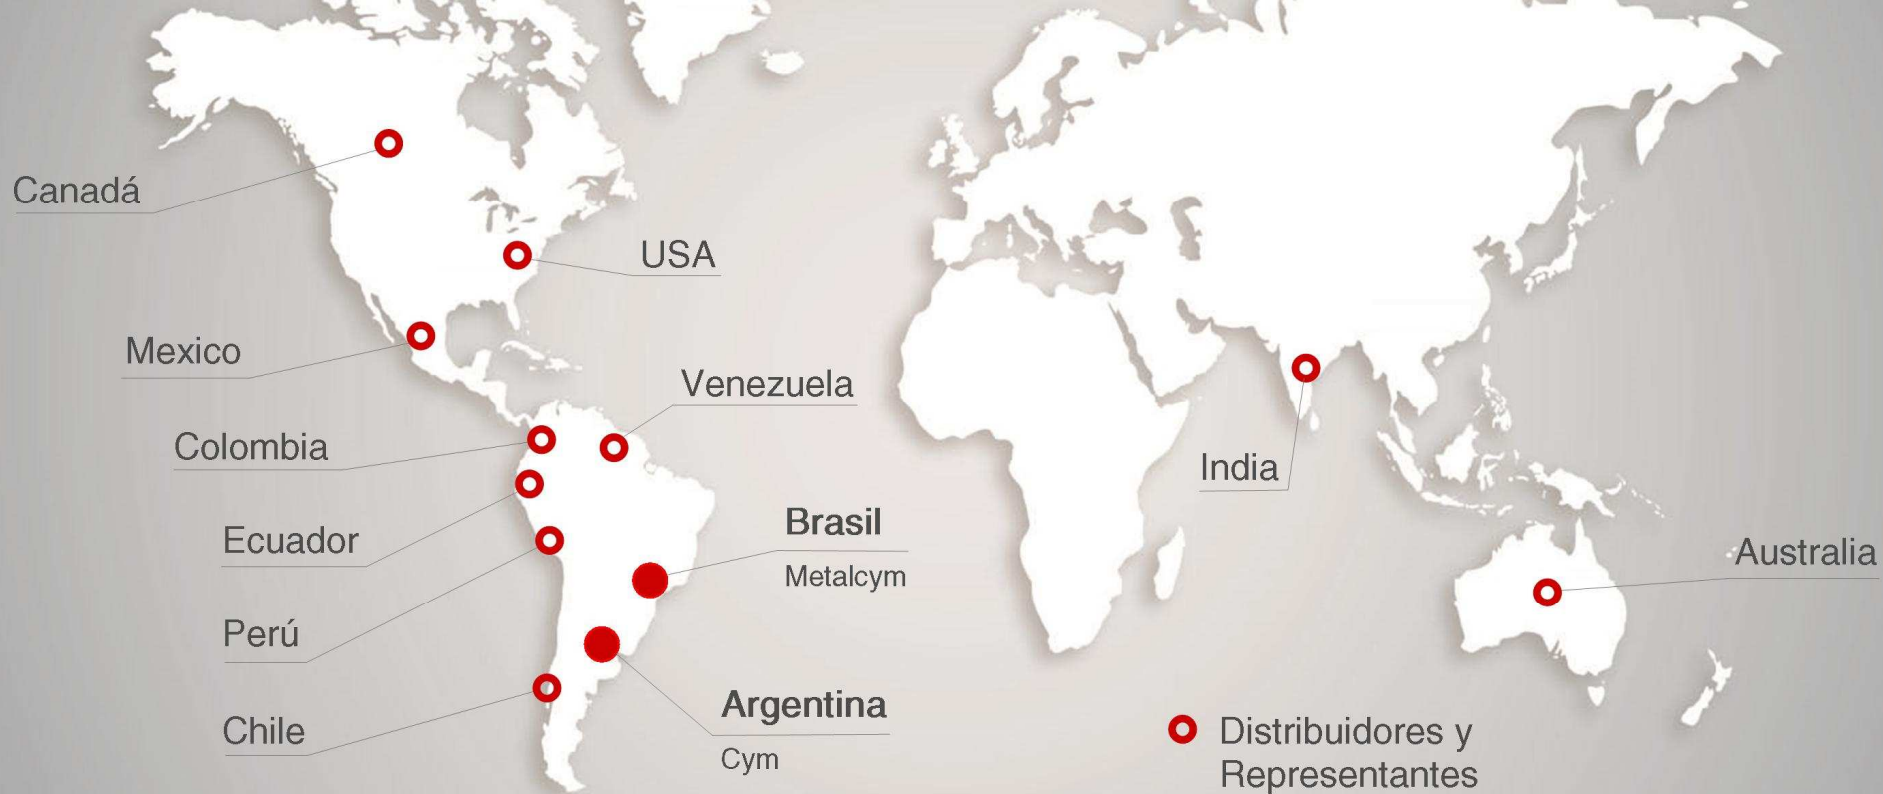 Canadá
USA
Mexico
Venezuela
Colombia
India
Ecuador
Brasil
Metalcym
Australia
Perú
Argentina
Cym
Chile
Distribuidores y
Representantes